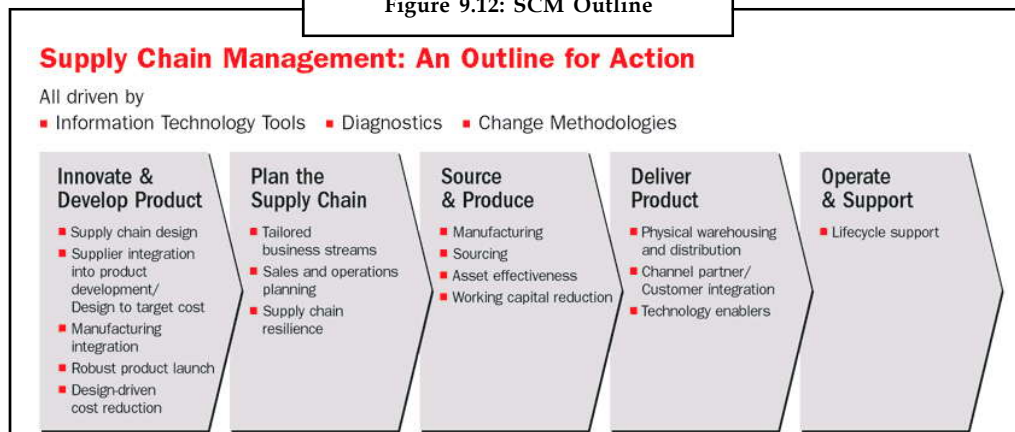 Figure 9.12: SCM Outline
Supply Chain Management: An Outline for Action
All driven by
▪ Information Technology Tools ▪ Diagnostics ▪ Change Methodologies
Innovate &
Develop Product
▪ Supply chain design
▪ Supplier integration
into product
development/
Design to target cost
▪ Manufacturing
integration
▪ Robust product launch
▪ Design-driven
cost reduction
Plan the
Supply Chain
▪ Tailored
business streams
▪ Sales and operations
planning
▪ Supply chain
resilience
Source
& Produce
▪ Manufacturing
▪ Sourcing
▪ Asset effectiveness
▪ Working capital reduction
Deliver
Product
▪ Physical warehousing
and distribution
▪ Channel partner/
Customer integration
▪ Technology enablers
Operate
& Support
▪ Lifecycle support